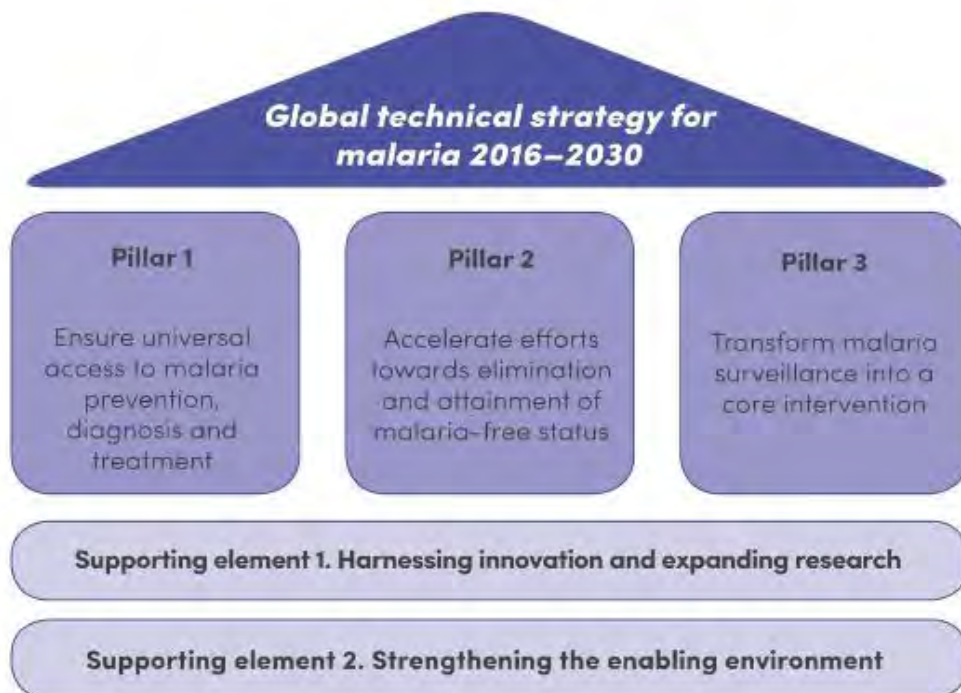 Global technical strategy for
malaria 2016–2030
Pillar 1
Ensure universal
access to malaria
prevention,
diagnosis and
treatment
Pillar 2
Accelerate efforts
towards elimination
and attainment of
malaria-free status
Pillar 3
Transform malaria
surveillance into a
core intervention
Supporting element 1. Harnessing innovation and expanding research
Supporting element 2. Strengthening the enabling environment